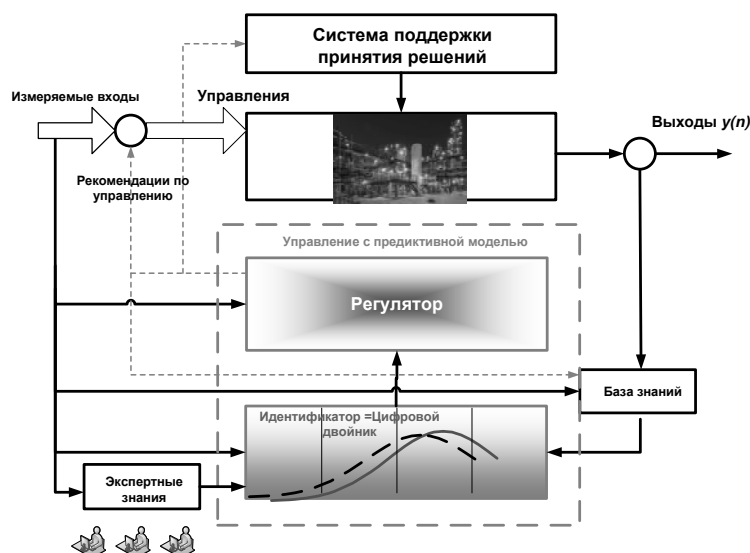 Система поддержки
принятия решений
Измеряемые входы
Управления
Выходы y(n)
Рекомендации по
управлению
Управление с предиктивной моделью
Регулятор
База знаний
Идентификатор =Цифровой
двойник
Экспертные
знания